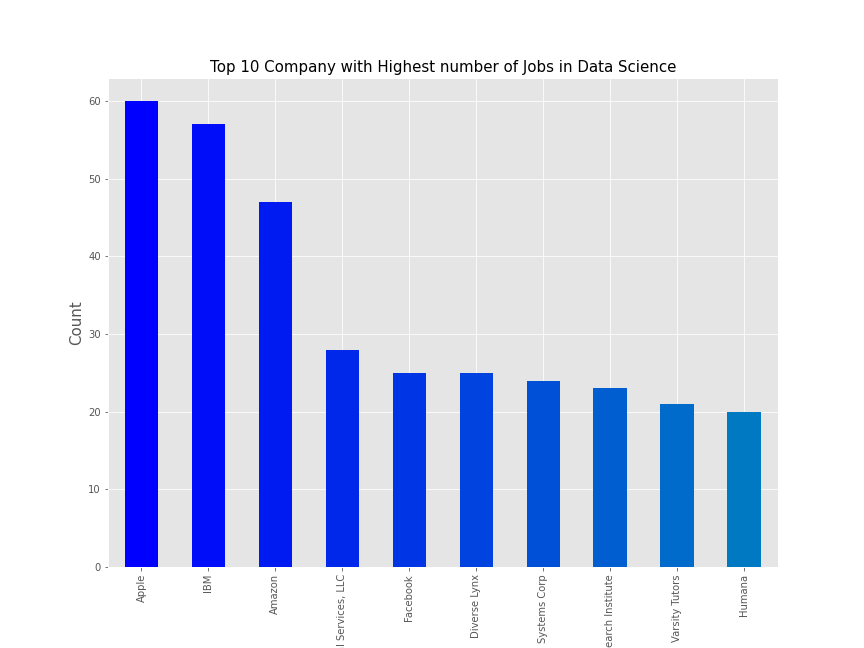 Top 10 Company with Highest number of Jobs in Data Science
Count
60
50
40
30
20
10
0
Apple
IBM
Amazon
l Services, LLC
Facebook
Diverse Lynx
Systems Corp
earch Institute
Varsity Tutors
Humana